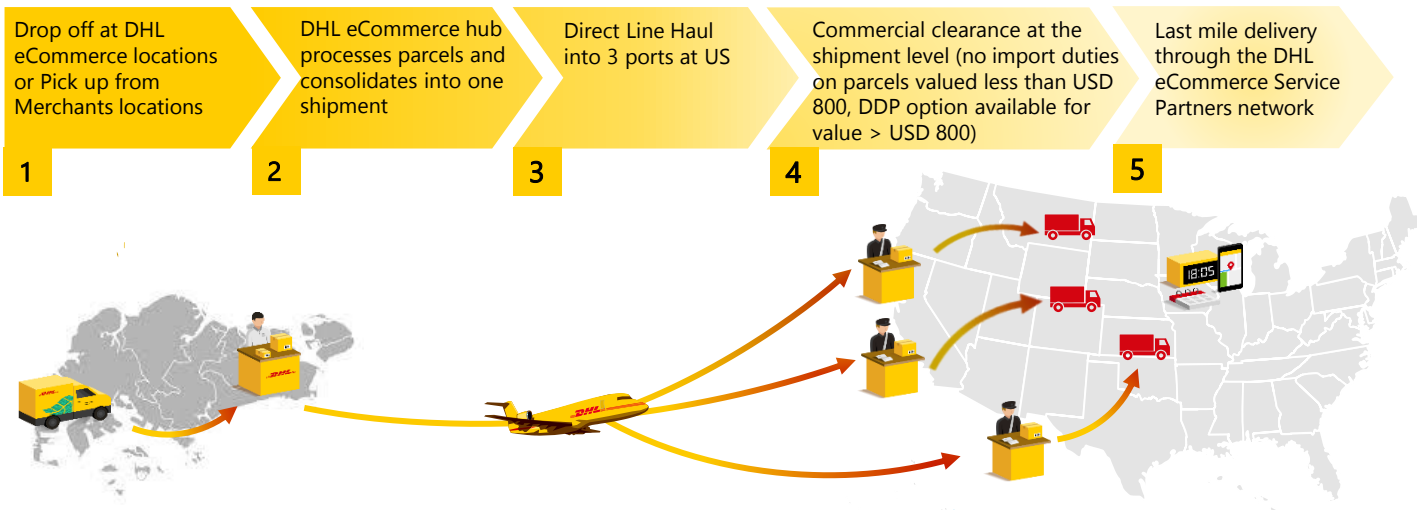 Drop off at DHL
eCommerce locations
or Pick up from
Merchants locations
DHL eCommerce hub
processes parcels and
consolidates into one
shipment
Direct Line Haul
into 3 ports at US
Commercial clearance at the
shipment level (no import duties
on parcels valued less than USD
800, DDP option available for
value > USD 800)
Last mile delivery
through the DHL
eCommerce Service
Partners network
1
2
3
4
5
18:05
DHL
DHL
DHL